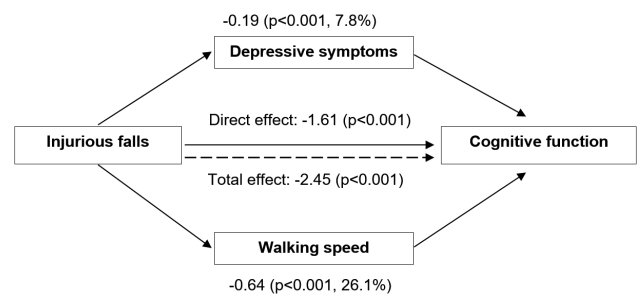 -0.19 (p<0.001, 7.8%)
Depressive symptoms
Direct effect: -1.61 (p<0.001)
Injurious falls
Cognitive function
Total effect: -2.45 (p<0.001)
Walking speed
-0.64 (p<0.001, 26.1%)